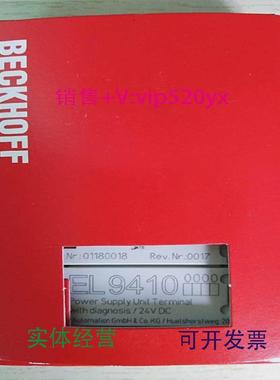 BECKHOFF
销售+V:vip520yx
Nr.:01180018 Rev.Nr.:0017
EL9410
Power Supply Unit Terminal
with diagnosis / 24V DC
Automation GmbH & Co. KG / Huelshorstweg 20
实体经营
可开发票